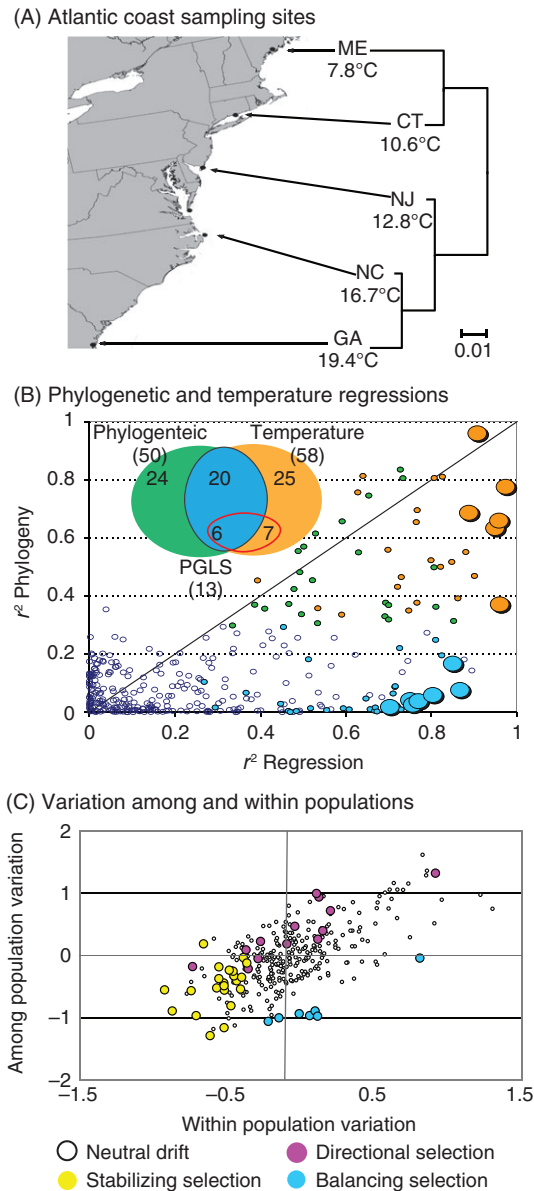 (A) Atlantic coast sampling sites
ME
7.8°C
CT
10.6°C
NJ
12.8°C
NC
16.7°C
GA
19.4°C
0.01
(B) Phylogenetic and temperature regressions
1
0.8
0.6
0.4
0.2
0
r² Phylogeny
Phylogenteic
(50)
Temperature
(58)
24
20
25
6
7
PGLS
(13)
0
0.2
0.4
0.6
0.8
1
r² Regression
(C) Variation among and within populations
2
1
0
−1
−2
Among population variation
−1.5
−0.5
0.5
1.5
Within population variation
Neutral drift
Directional selection
Stabilizing selection
Balancing selection